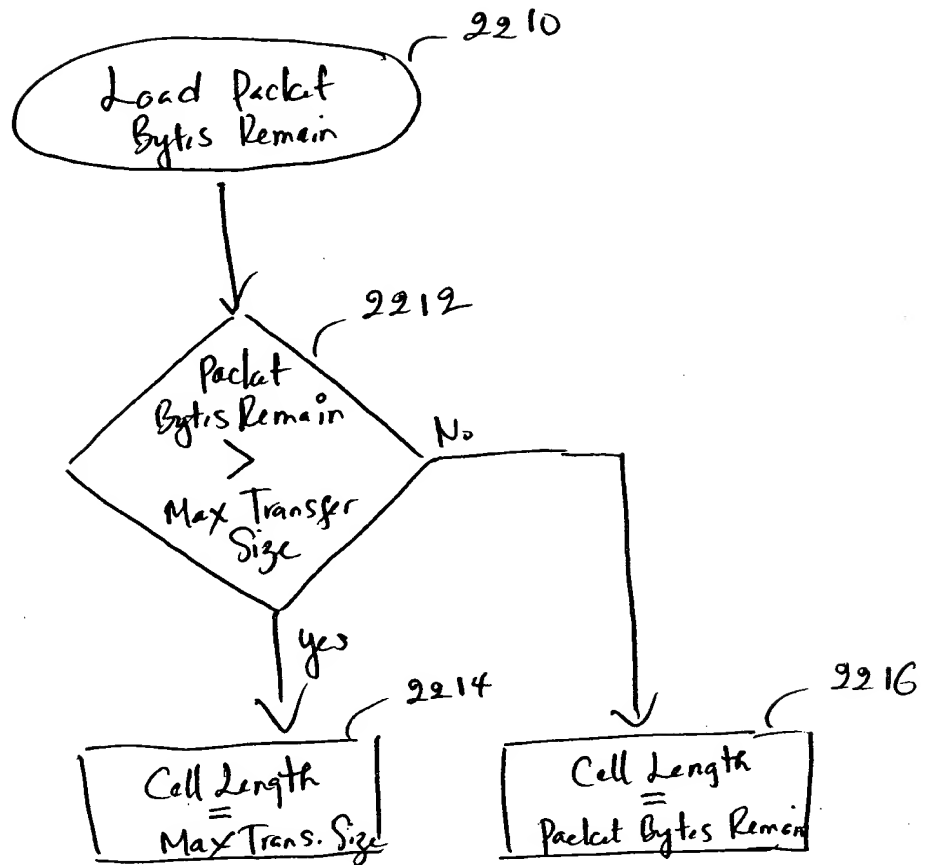 2210
Load Packet
Bytes Remain
2212
Packet
Bytes Remain
>
Max Transfer
Size
No
Yes
2214
Cell Length
=
Max Trans. Size
2216
Cell Length
=
Packet Bytes Remain